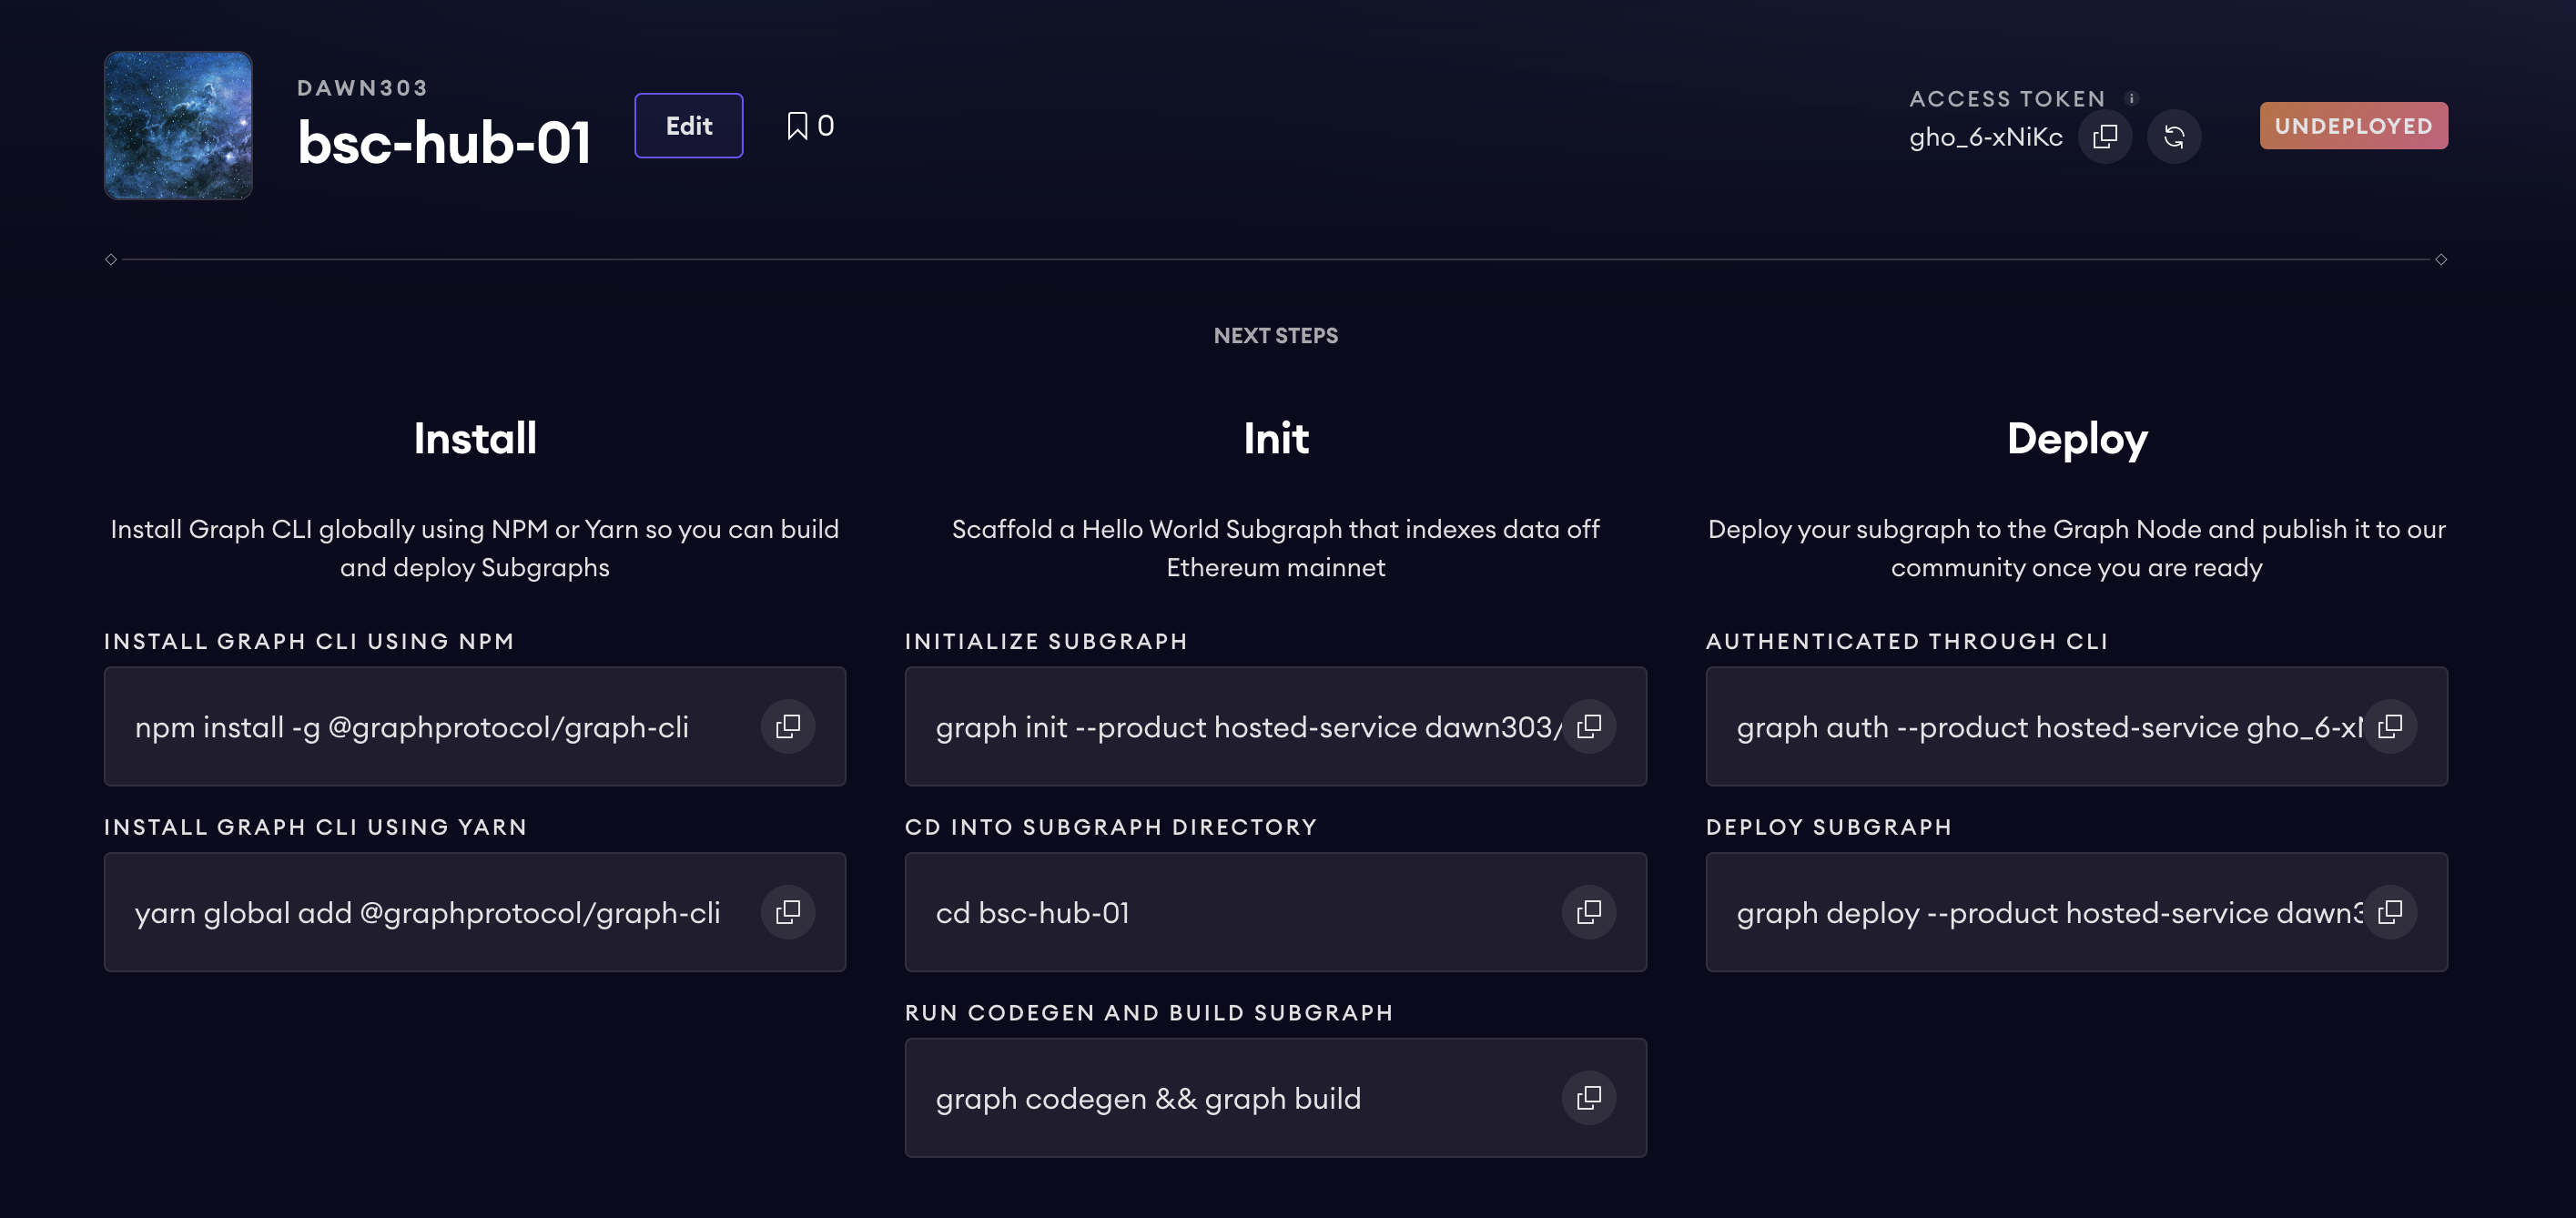 DAWN303
bsc-hub-01
Edit
0
ACCESS TOKEN
gho_6-xNiKc
UNDEPLOYED
NEXT STEPS
Install
Install Graph CLI globally using NPM or Yarn so you can build
and deploy Subgraphs
INSTALL GRAPH CLI USING NPM
npm install -g @graphprotocol/graph-cli
INSTALL GRAPH CLI USING YARN
yarn global add @graphprotocol/graph-cli
Init
Scaffold a Hello World Subgraph that indexes data off
Ethereum mainnet
INITIALIZE SUBGRAPH
graph init --product hosted-service dawn303/
CD INTO SUBGRAPH DIRECTORY
cd bsc-hub-01
RUN CODEGEN AND BUILD SUBGRAPH
graph codegen && graph build
Deploy
Deploy your subgraph to the Graph Node and publish it to our
community once you are ready
AUTHENTICATED THROUGH CLI
graph auth --product hosted-service gho_6-xN
DEPLOY SUBGRAPH
graph deploy --product hosted-service dawn3